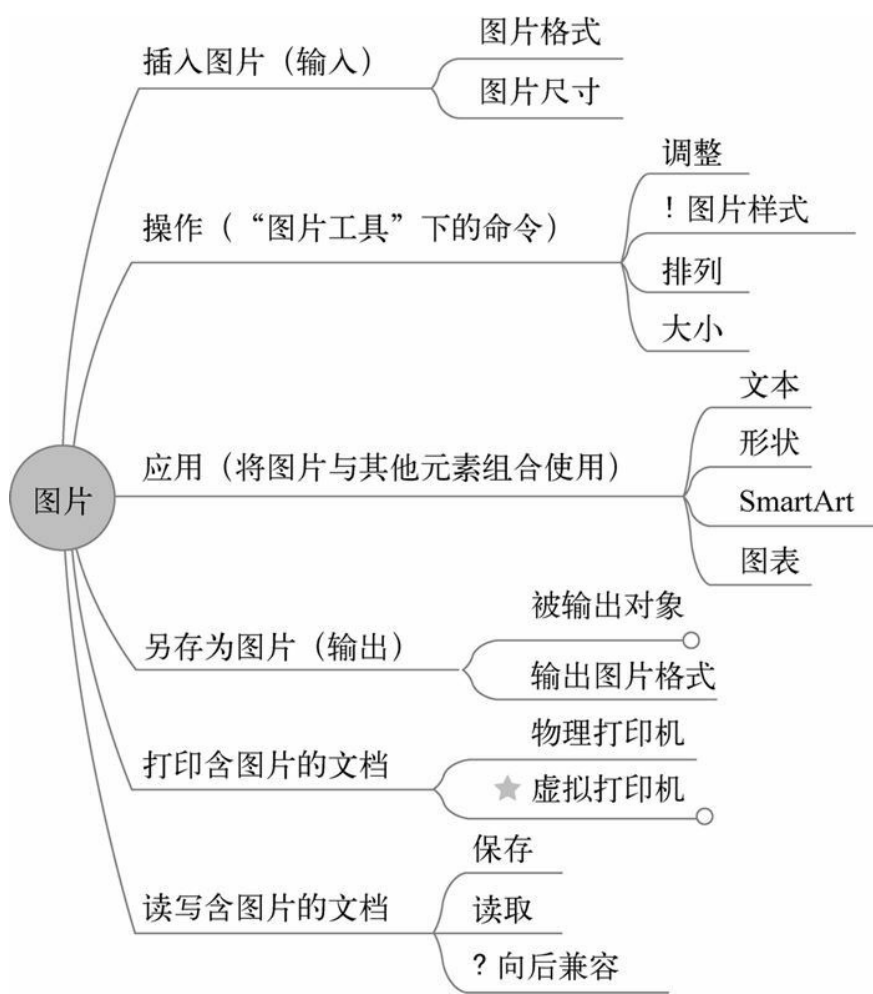 图片
插入图片（输入）
图片格式
图片尺寸
操作（“图片工具”下的命令）
调整
! 图片样式
排列
大小
应用（将图片与其他元素组合使用）
文本
形状
SmartArt
图表
另存为图片（输出）
被输出对象
输出图片格式
打印含图片的文档
物理打印机
虚拟打印机
读写含图片的文档
保存
读取
? 向后兼容